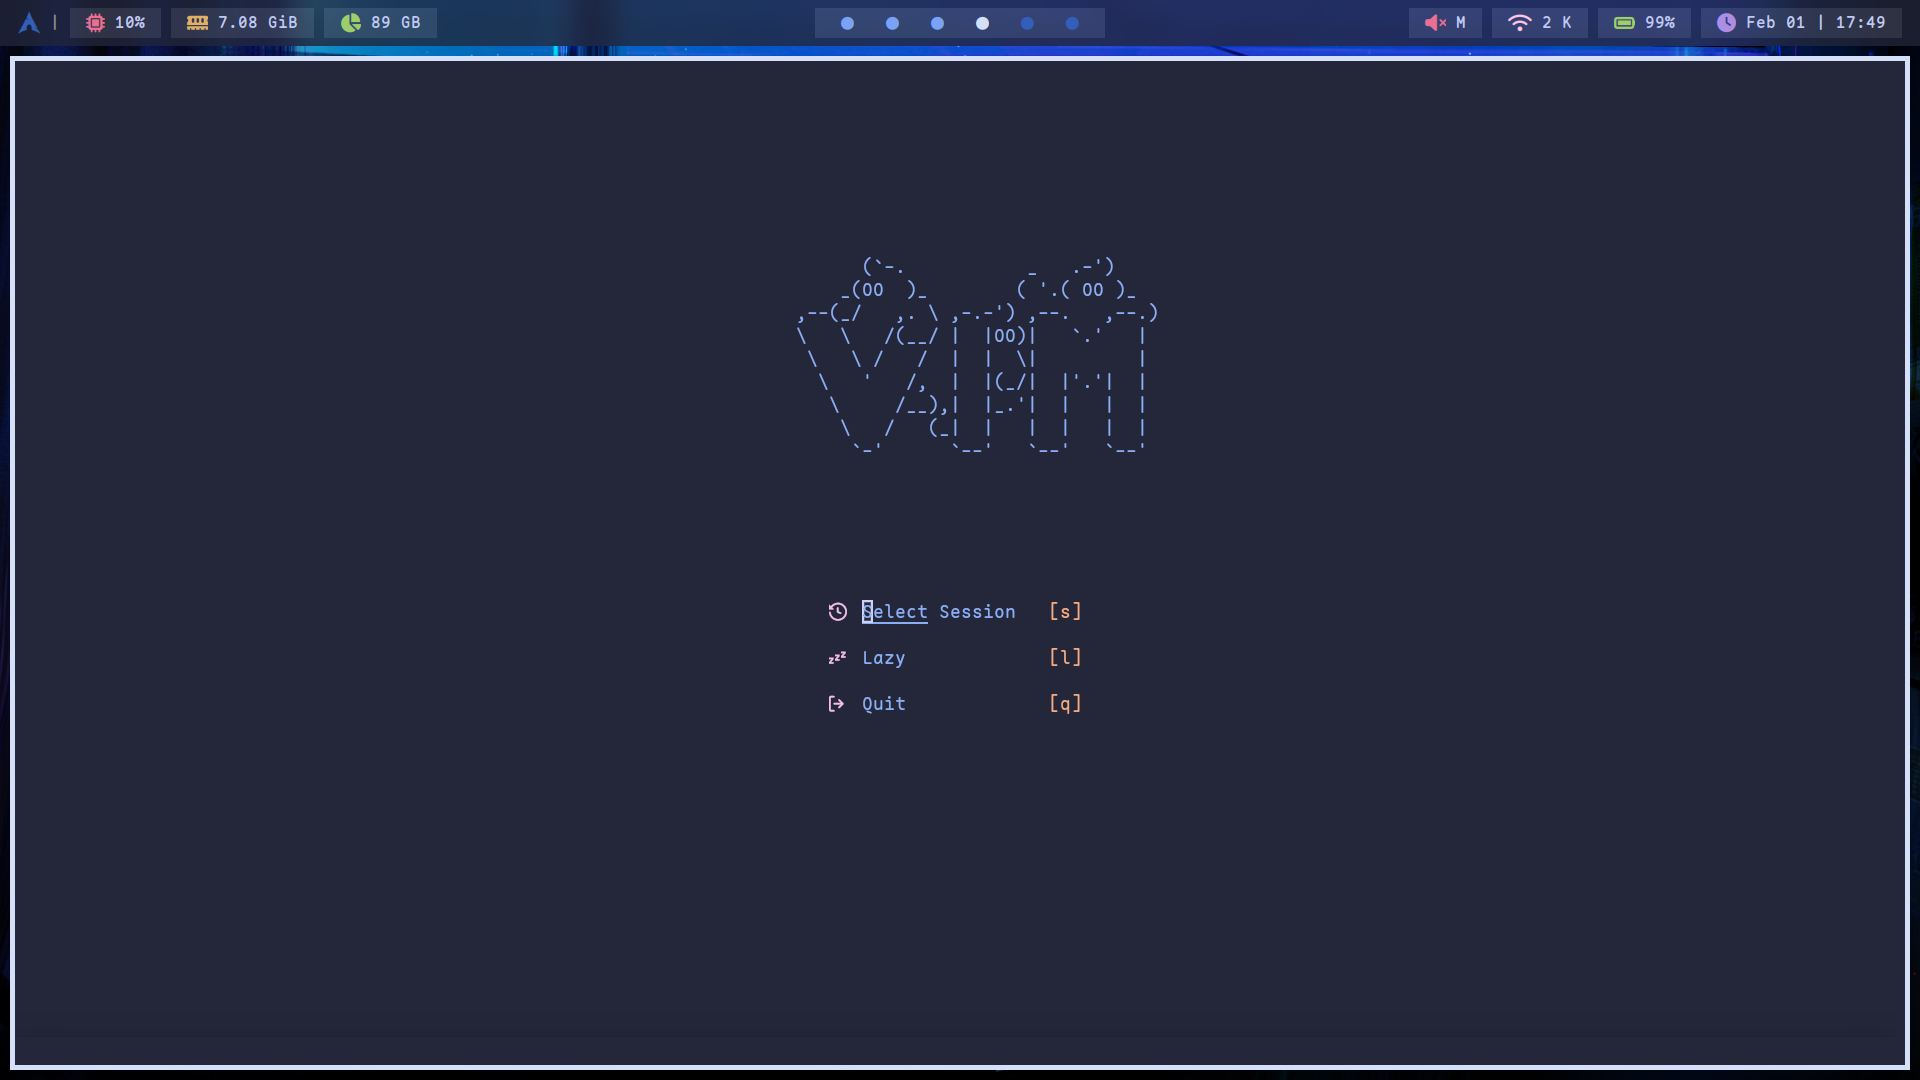 | 10% 7.08 GiB 89 GB M 2 K 99% Feb 01 | 17:49
      (`-.            _   .-')
    _(OO  )_        ( '.( OO )_
,--(_/   ,. \ ,-.-') ,--.   ,--.)
\   \   /(__/ |  |OO)|   `.'   |
 \   \ /   /  |  |  \|         |
  \   '   /,  |  |(_/|  |'.'|  |
   \     /__),|  |_.'|  |   |  |
    \   /   (_|  |   |  |   |  |
     `-'      `--'   `--'   `--'
Select Session [s]
Lazy [l]
Quit [q]